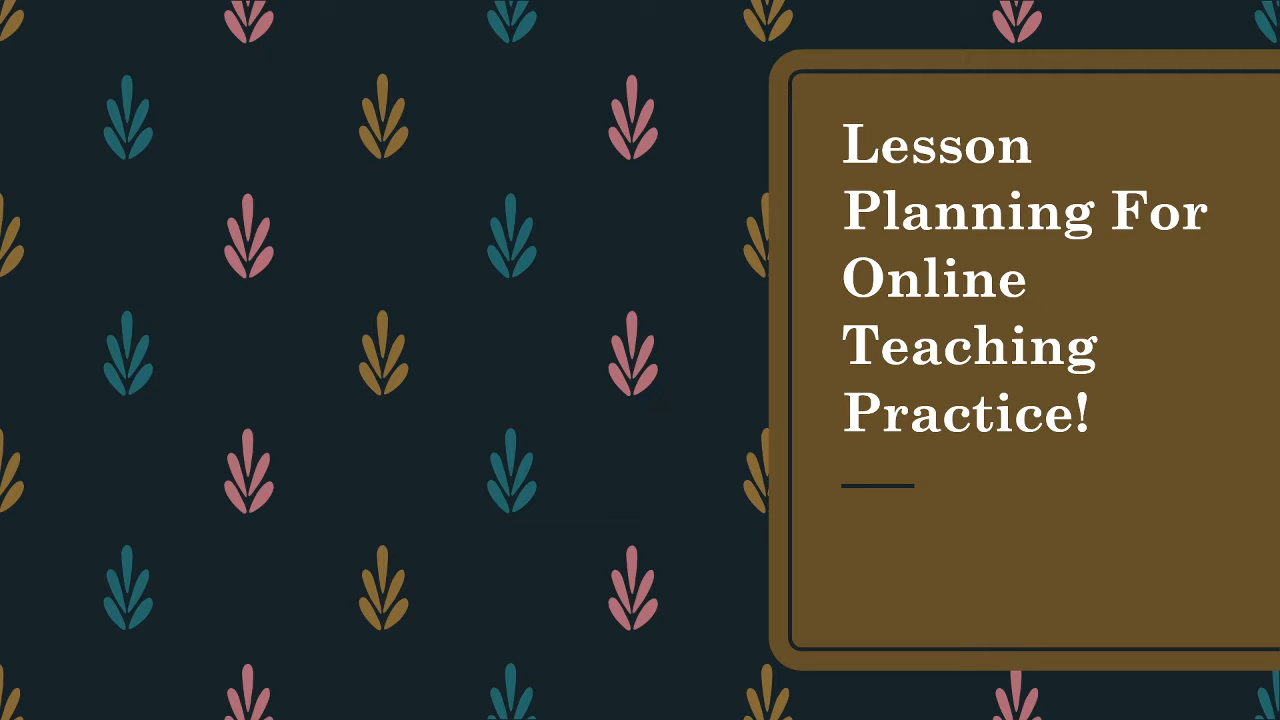 Lesson
Planning For
Online
Teaching
Practice!